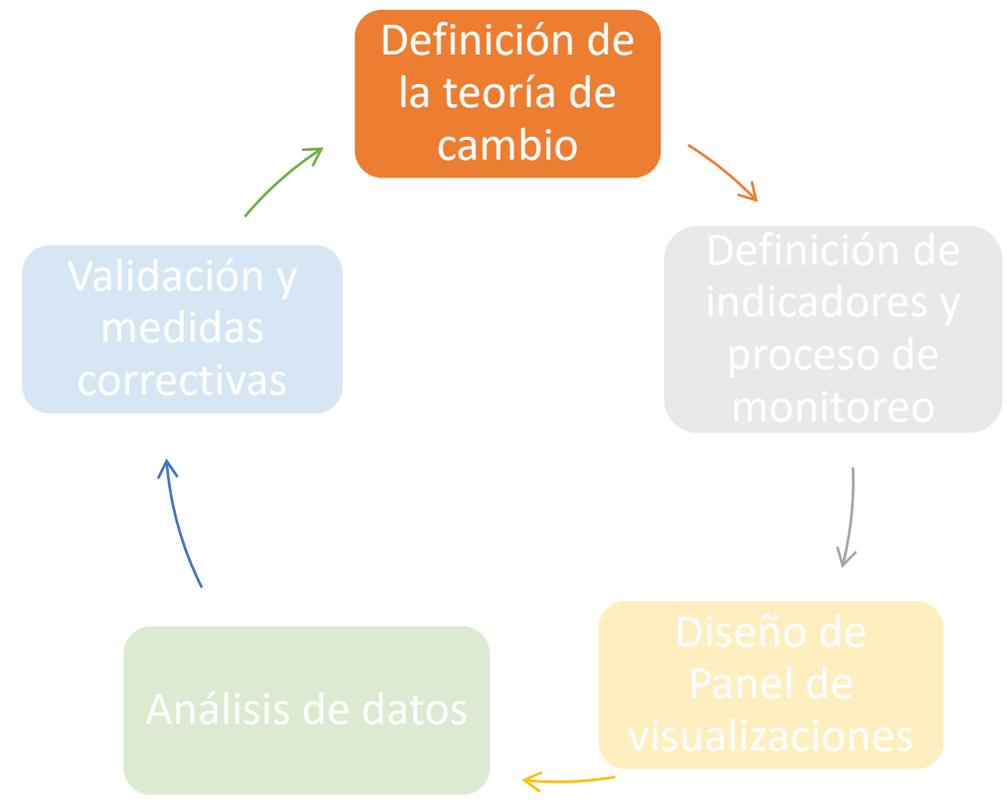 Definición de
la teoría de
cambio
Definición de
indicadores y
proceso de
monitoreo
Diseño de
Panel de
visualizaciones
Análisis de datos
Validación y
medidas
correctivas